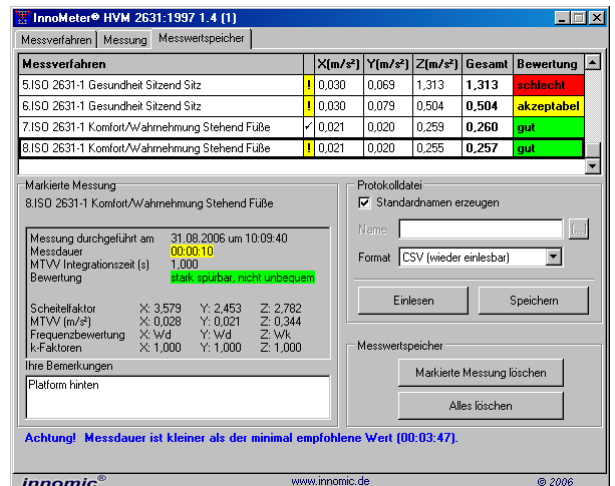 InnoMeter® HVM 2631:1997 1.4 (1)
Messverfahren Messung Messwertspeicher
Messverfahren X(m/s²) Y(m/s²) Z(m/s²) Gesamt Bewertung
5.ISO 2631-1 Gesundheit Sitzend Sitz ! 0,030 0,069 1,313 1,313 schlecht
6.ISO 2631-1 Gesundheit Sitzend Sitz ! 0,030 0,079 0,504 0,504 akzeptabel
7.ISO 2631-1 Komfort/Wahrnehmung Stehend Füße ✓ 0,021 0,020 0,259 0,260 gut
8.ISO 2631-1 Komfort/Wahrnehmung Stehend Füße ! 0,021 0,020 0,255 0,257 gut
Markierte Messung
8.ISO 2631-1 Komfort/Wahrnehmung Stehend Füße
Messung durchgeführt am 31.08.2006 um 10:09:40
Messdauer 00:00:10
MTVV Integrationszeit (s) 1,000
Bewertung stark spürbar, nicht unbequem
Scheitelfaktor X: 3,579 Y: 2,453 Z: 2,782
MTVV (m/s²) X: 0,028 Y: 0,021 Z: 0,344
Frequenzbewertung X: Wd Y: Wd Z: Wk
k-Faktoren X: 1,000 Y: 1,000 Z: 1,000
Ihre Bemerkungen
Platform hinten
Protokolldatei
Standardnamen erzeugen
Name (...)
Format CSV (wieder einlesbar)
Einlesen Speichern
Messwertspeicher
Markierte Messung löschen
Alles löschen
Achtung! Messdauer ist kleiner als der minimal empfohlene Wert (00:03:47).
innomic® www.innomic.de © 2006